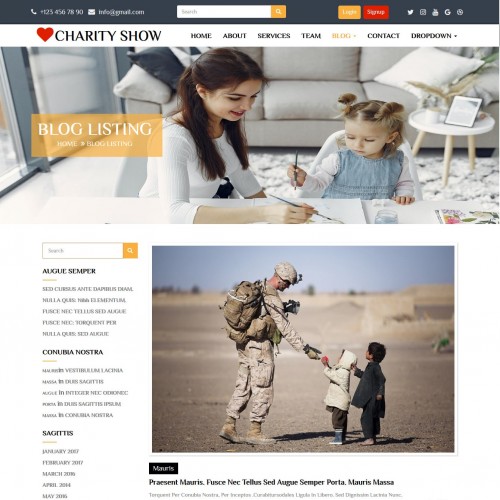 +123 456 78 90 info@gmail.com Search Login Signup
CHARITY SHOW HOME ABOUT SERVICES TEAM BLOG CONTACT DROPDOWN
BLOG LISTING
HOME » BLOG LISTING
Search
AUGUE SEMPER
SED CURSUS ANTE DAPIBUS DIAM.
NULLA QUIS: Nibh ELEMENTUM,
FUSCE NEC TELLUS SED AUGUE
FUSCE NEC: TORQUENT PER
NULLA QUIS: SED AUGUE
CONUBIA NOSTRA
MAURIS in VESTIBULUM LACINIA
MASSA in DUIS SAGITTIS
AUGUE in INTEGER NEC ODIONEC
PORTA in DUIS SAGITTIS IPSUM
MASSA in CONUBIA NOSTRA
SAGITTIS
JANUARY 2017
FEBRUARY 2017
MARCH 2016
APRIL 2014
MAY 2016
Mauris
Praesent Mauris. Fusce Nec Tellus Sed Augue Semper Porta. Mauris Massa
Torquent Per Conubia Nostra, Per Inceptos. Curabitursodales Ligula In Libero. Sed Dignissim Lacinia Nunc.